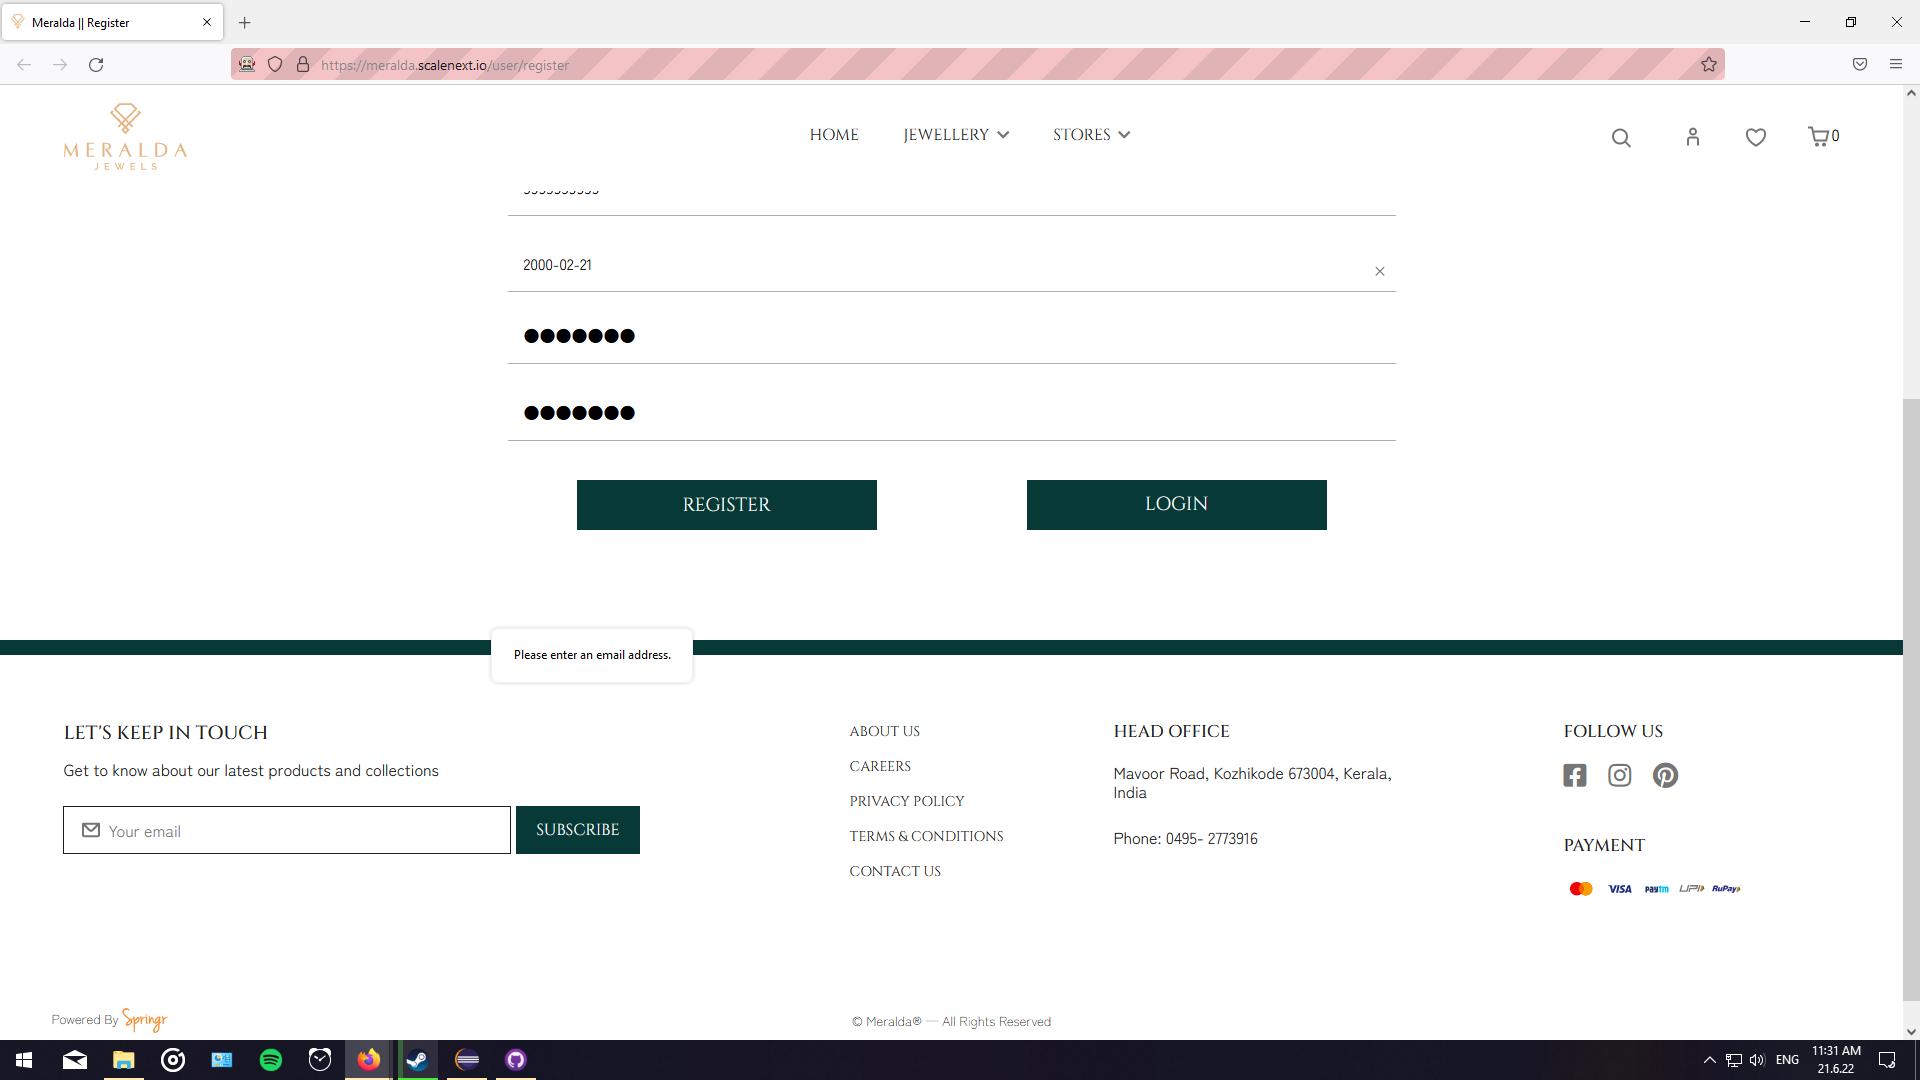 Meralda || Register
https://meralda.scalenext.io/user/register
MERALDA
JEWELS
HOME
JEWELLERY
STORES
0
2000-02-21
REGISTER
LOGIN
Please enter an email address.
LET'S KEEP IN TOUCH
Get to know about our latest products and collections
Your email
SUBSCRIBE
ABOUT US
CAREERS
PRIVACY POLICY
TERMS & CONDITIONS
CONTACT US
HEAD OFFICE
Mavoor Road, Kozhikode 673004, Kerala,
India
Phone: 0495- 2773916
FOLLOW US
PAYMENT
VISA
Paytm
UPI
RuPay
Powered By Springr
© Meralda® — All Rights Reserved
ENG
11:31 AM
21.6.22